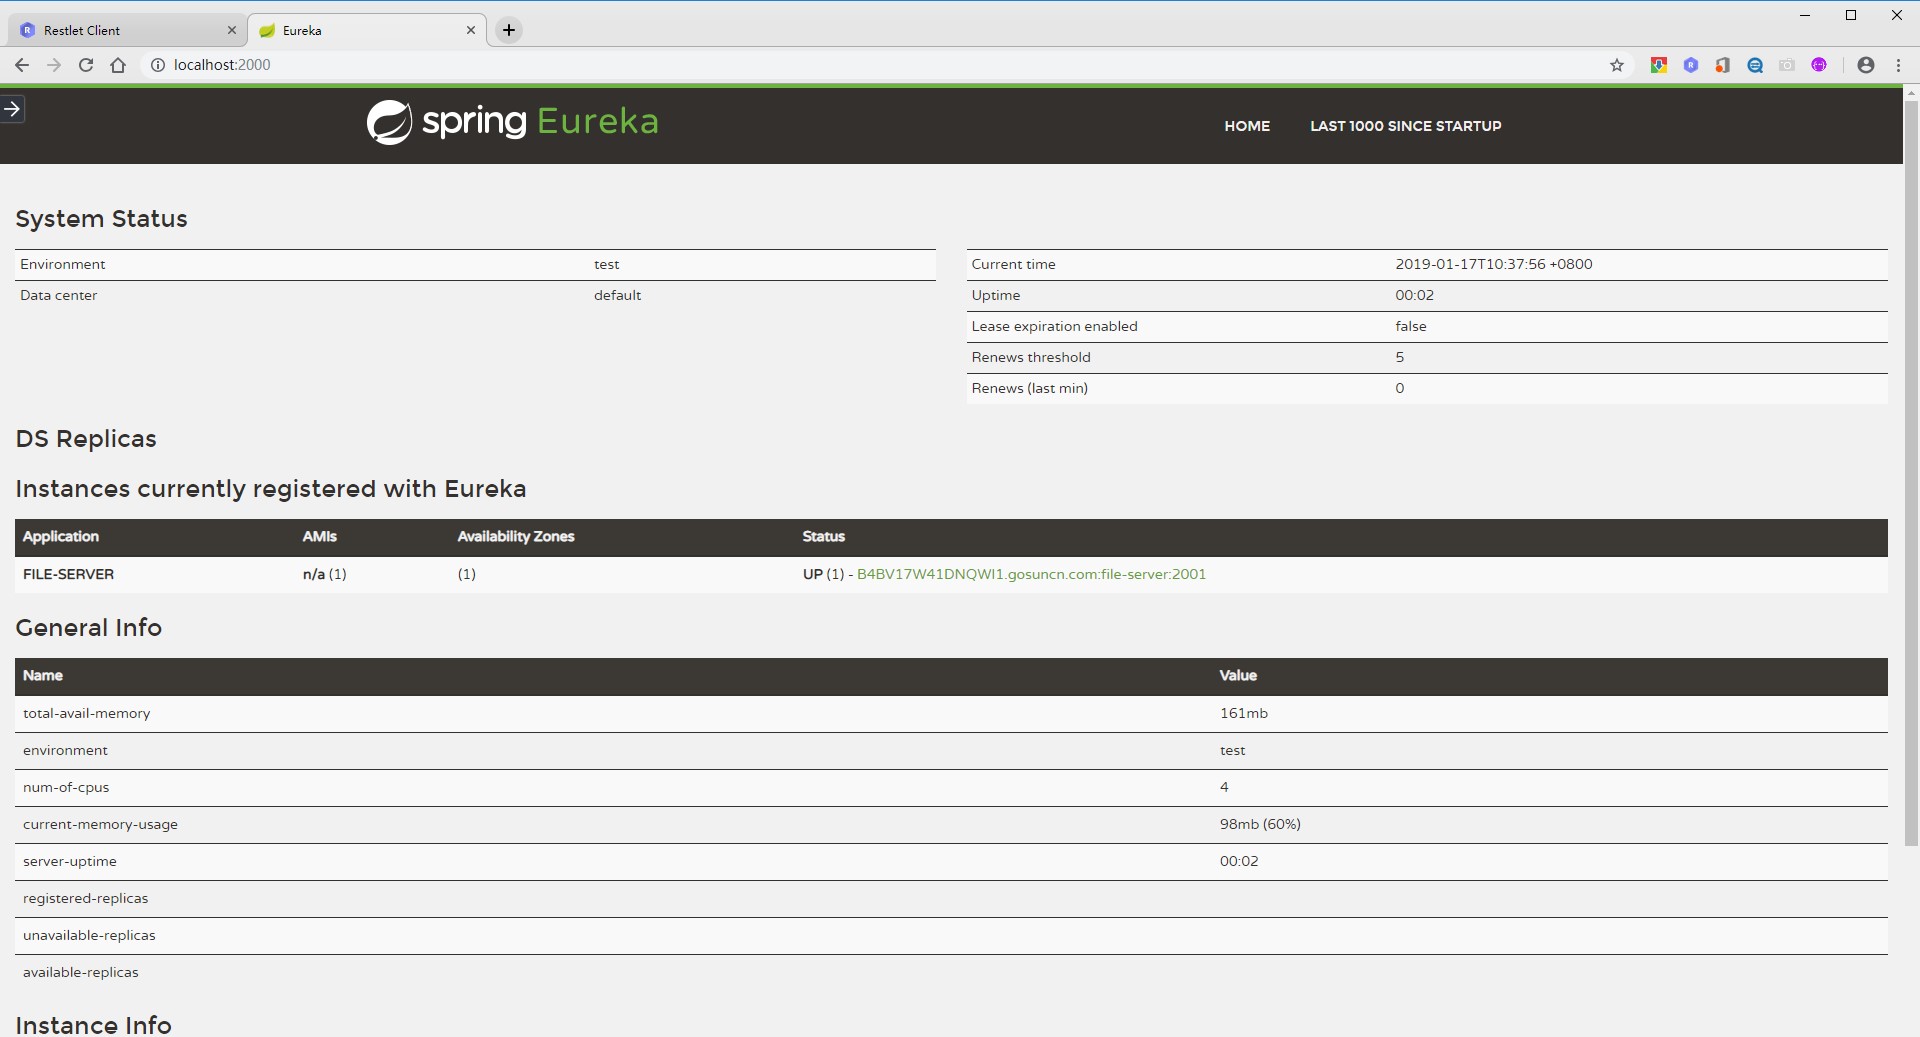 Restlet Client
Eureka
localhost:2000
spring Eureka
HOME LAST 1000 SINCE STARTUP
System Status
Environment test
Data center default
Current time 2019-01-17T10:37:56 +0800
Uptime 00:02
Lease expiration enabled false
Renews threshold 5
Renews (last min) 0
DS Replicas
Instances currently registered with Eureka
Application AMIs Availability Zones Status
FILE-SERVER n/a (1) (1) UP (1) - B4BV17W41DNQWI1.gosuncn.com:file-server:2001
General Info
Name Value
total-avail-memory 161mb
environment test
num-of-cpus 4
current-memory-usage 98mb (60%)
server-uptime 00:02
registered-replicas
unavailable-replicas
available-replicas
Instance Info